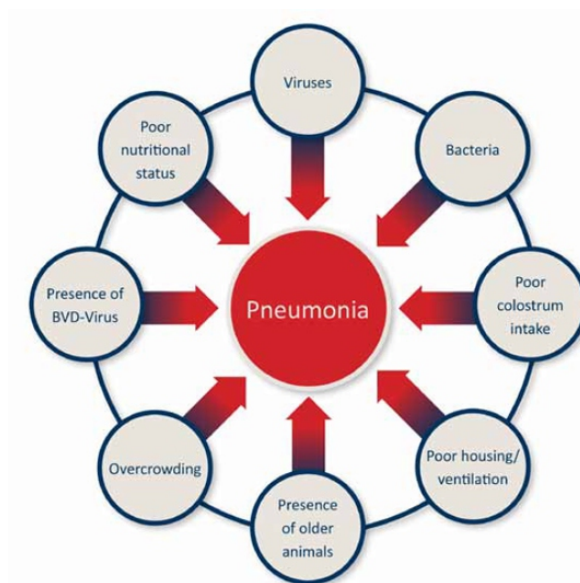 Viruses
Bacteria
Poor
colostrum
intake
Poor housing/
ventilation
Presence
of older
animals
Overcrowding
Presence of
BVD-Virus
Poor
nutritional
status
Pneumonia